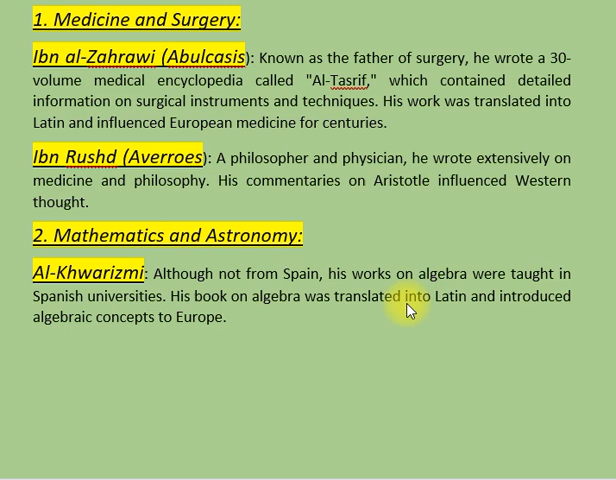 1. Medicine and Surgery:
Ibn al-Zahrawi (Abulcasis): Known as the father of surgery, he wrote a 30-
volume medical encyclopedia called "Al-Tasrif," which contained detailed
information on surgical instruments and techniques. His work was translated into
Latin and influenced European medicine for centuries.
Ibn Rushd (Averroes): A philosopher and physician, he wrote extensively on
medicine and philosophy. His commentaries on Aristotle influenced Western
thought.
2. Mathematics and Astronomy:
Al-Khwarizmi: Although not from Spain, his works on algebra were taught in
Spanish universities. His book on algebra was translated into Latin and introduced
algebraic concepts to Europe.